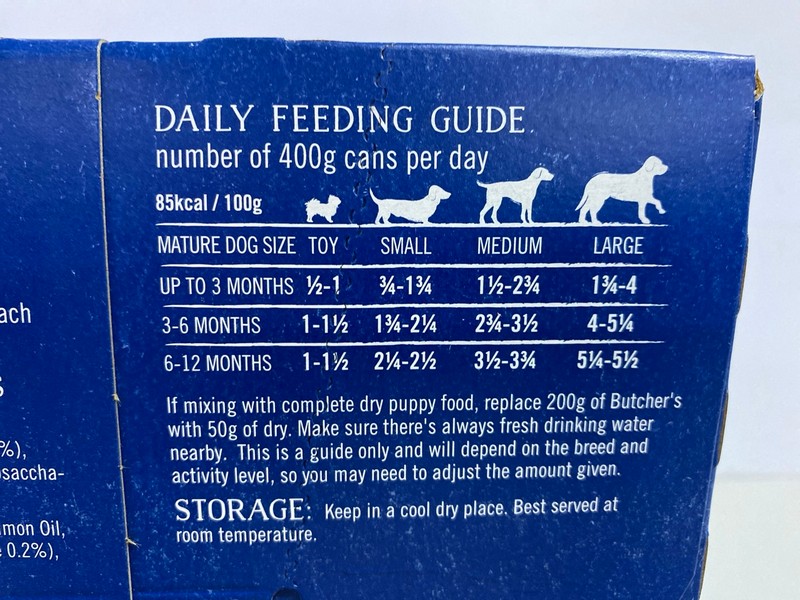 DAILY FEEDING GUIDE
number of 400g cans per day
85kcal / 100g
MATURE DOG SIZE TOY SMALL MEDIUM LARGE
UP TO 3 MONTHS ½-1 ¾-1¾ 1½-2¾ 1¾-4
3-6 MONTHS 1-1½ 1¾-2¼ 2¾-3½ 4-5¼
6-12 MONTHS 1-1½ 2¼-2½ 3½-3¾ 5¼-5½
If mixing with complete dry puppy food, replace 200g of Butcher's
with 50g of dry. Make sure there's always fresh drinking water
nearby. This is a guide only and will depend on the breed and
activity level, so you may need to adjust the amount given.
STORAGE: Keep in a cool dry place. Best served at
room temperature.
ach
S
%),
osaccha-
mon Oil,
e 0.2%),